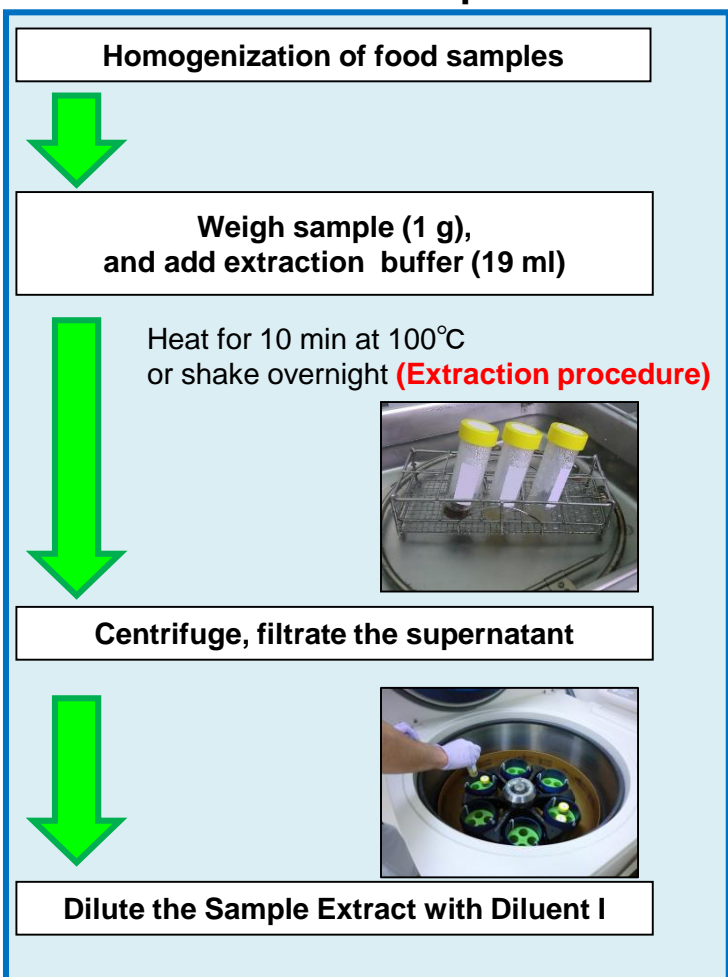 Homogenization of food samples
Weigh sample (1 g),
and add extraction buffer (19 ml)
Heat for 10 min at 100℃
or shake overnight (Extraction procedure)
Centrifuge, filtrate the supernatant
Dilute the Sample Extract with Diluent I